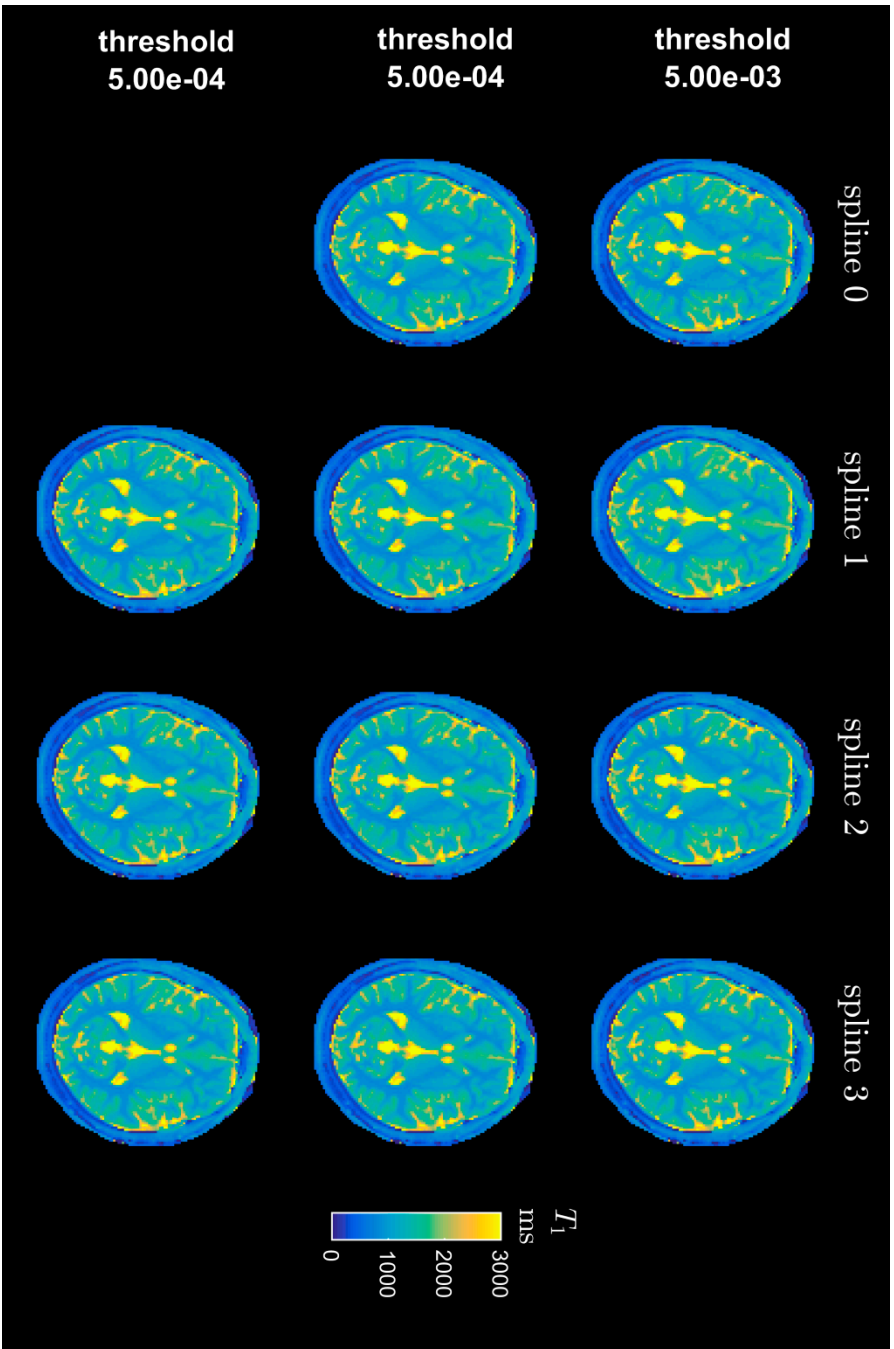 threshold
5.00e-04
threshold
5.00e-04
threshold
5.00e-03
spline 0
spline 1
spline 2
spline 3
T1
ms
0
1000
2000
3000